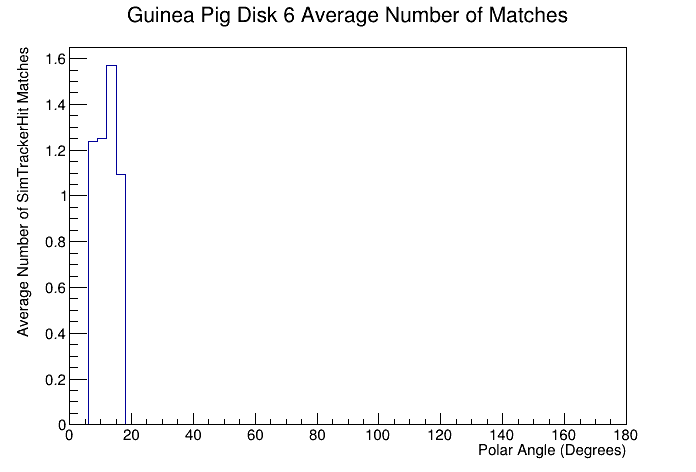 Guinea Pig Disk 6 Average Number of Matches
Average Number of SimTrackerHit Matches
1.6
1.4
1.2
1
0.8
0.6
0.4
0.2
0
0 20 40 60 80 100 120 140 160 180
Polar Angle (Degrees)